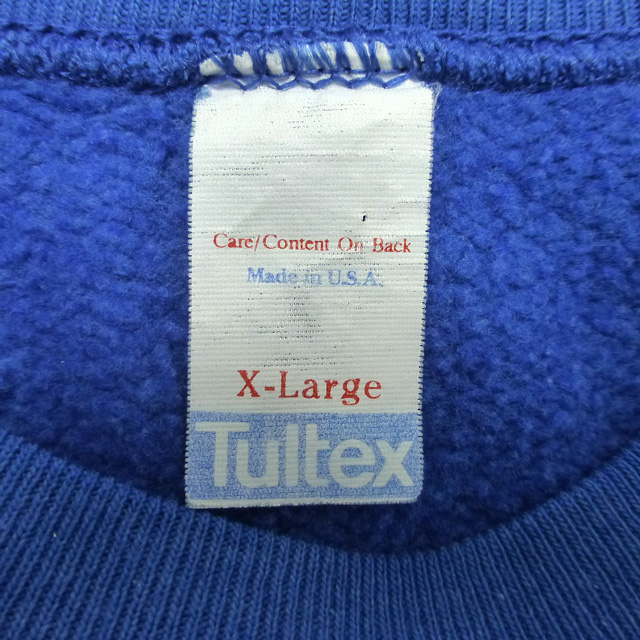 Care/Content On Back
Made in U.S.A.
X-Large
Tultex